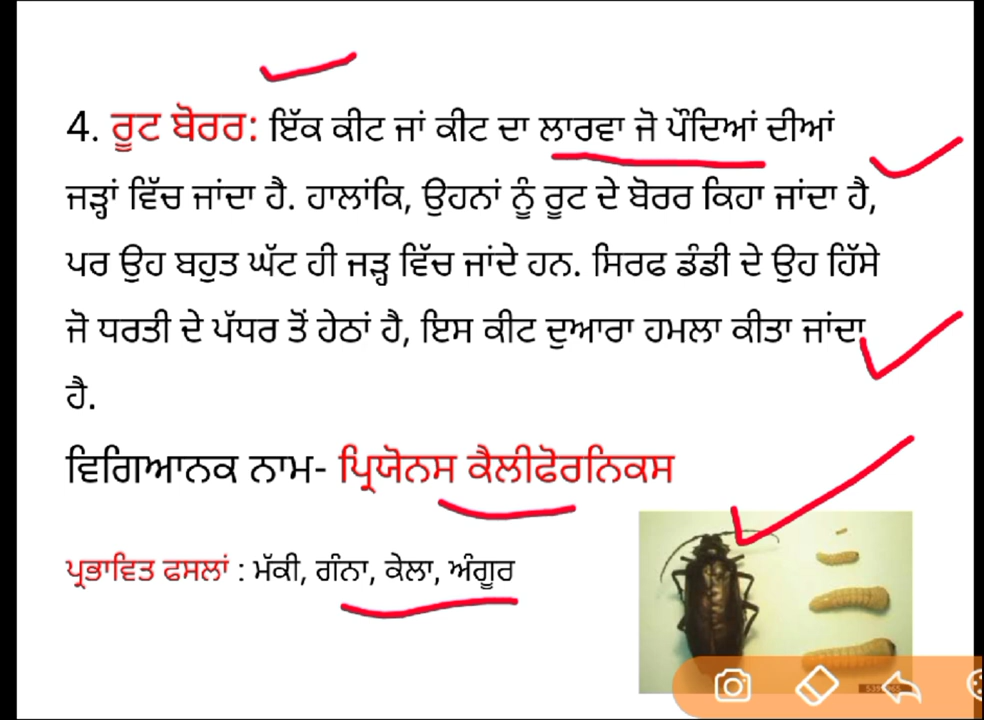 4. ਰੂਟ ਬੋਰਰ: ਇੱਕ ਕੀਟ ਜਾਂ ਕੀਟ ਦਾ ਲਾਰਵਾ ਜੋ ਪੌਦਿਆਂ ਦੀਆਂ
ਜੜ੍ਹਾਂ ਵਿੱਚ ਜਾਂਦਾ ਹੈ. ਹਾਲਾਂਕਿ, ਉਹਨਾਂ ਨੂੰ ਰੂਟ ਦੇ ਬੋਰਰ ਕਿਹਾ ਜਾਂਦਾ ਹੈ,
ਪਰ ਉਹ ਬਹੁਤ ਘੱਟ ਹੀ ਜੜ੍ਹ ਵਿੱਚ ਜਾਂਦੇ ਹਨ. ਸਿਰਫ ਡੰਡੀ ਦੇ ਉਹ ਹਿੱਸੇ
ਜੋ ਧਰਤੀ ਦੇ ਪੱਧਰ ਤੋਂ ਹੇਠਾਂ ਹੈ, ਇਸ ਕੀਟ ਦੁਆਰਾ ਹਮਲਾ ਕੀਤਾ ਜਾਂਦਾ
ਹੈ.
ਵਿਗਿਆਨਕ ਨਾਮ- ਪ੍ਰਿਯੋਨਸ ਕੈਲੀਫੋਰਨਿਕਸ
ਪ੍ਰਭਾਵਿਤ ਫਸਲਾਂ : ਮੱਕੀ, ਗੰਨਾ, ਕੇਲਾ, ਅੰਗੂਰ